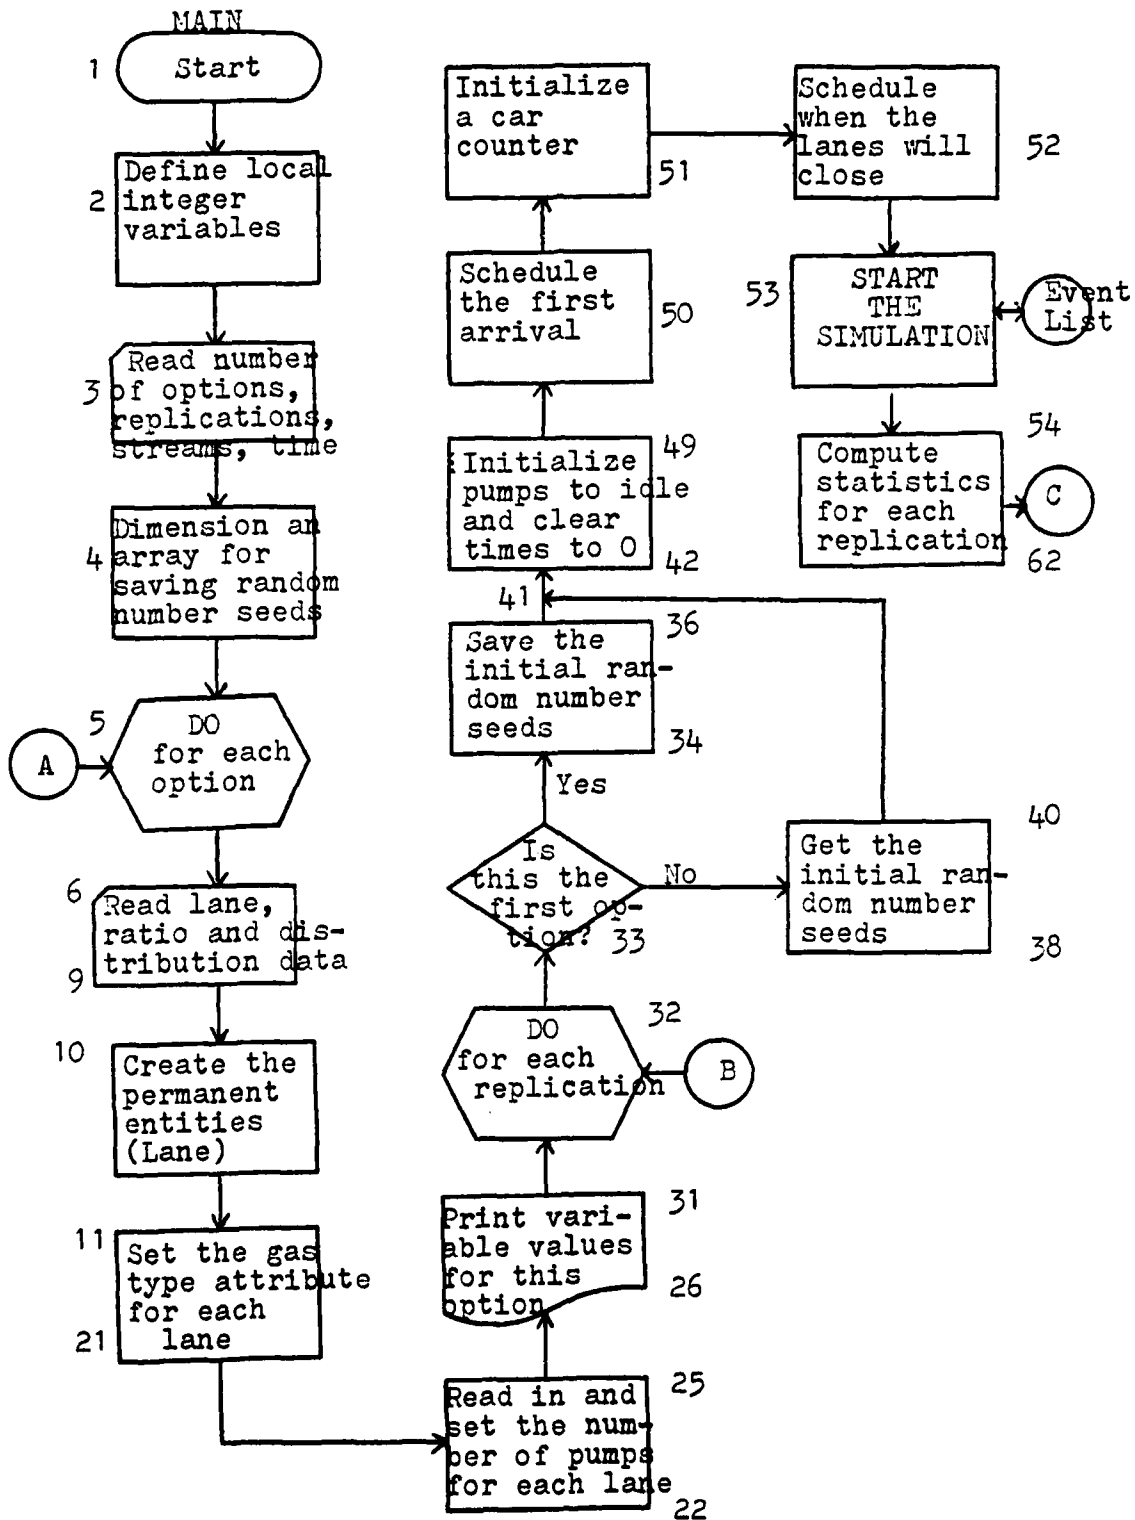 MAIN
1
Start
2
Define local
integer
variables
3
Read number
of options,
replications,
streams, time
4
Dimension an
array for
saving random
number seeds
5
A
DO
for each
option
6
Read lane,
ratio and dis-
tribution data
9
10
Create the
permanent
entities
(Lane)
11
Set the gas
type attribute
for each
lane
21
25
Read in and
set the num-
ber of pumps
for each lane
22
31
Print vari-
able values
for this
option
26
32
DO
for each
replication
B
Is
this the
first op-
tion?
33
Yes
No
36
Save the
initial ran-
dom number
seeds
34
40
Get the
initial ran-
dom number
seeds
38
41
49
Initialize
pumps to idle
and clear
times to 0
42
Schedule
the first
arrival
50
Initialize
a car
counter
51
Schedule
when the
lanes will
close
52
53
START
THE
SIMULATION
Event
List
54
Compute
statistics
for each
replication
62
C